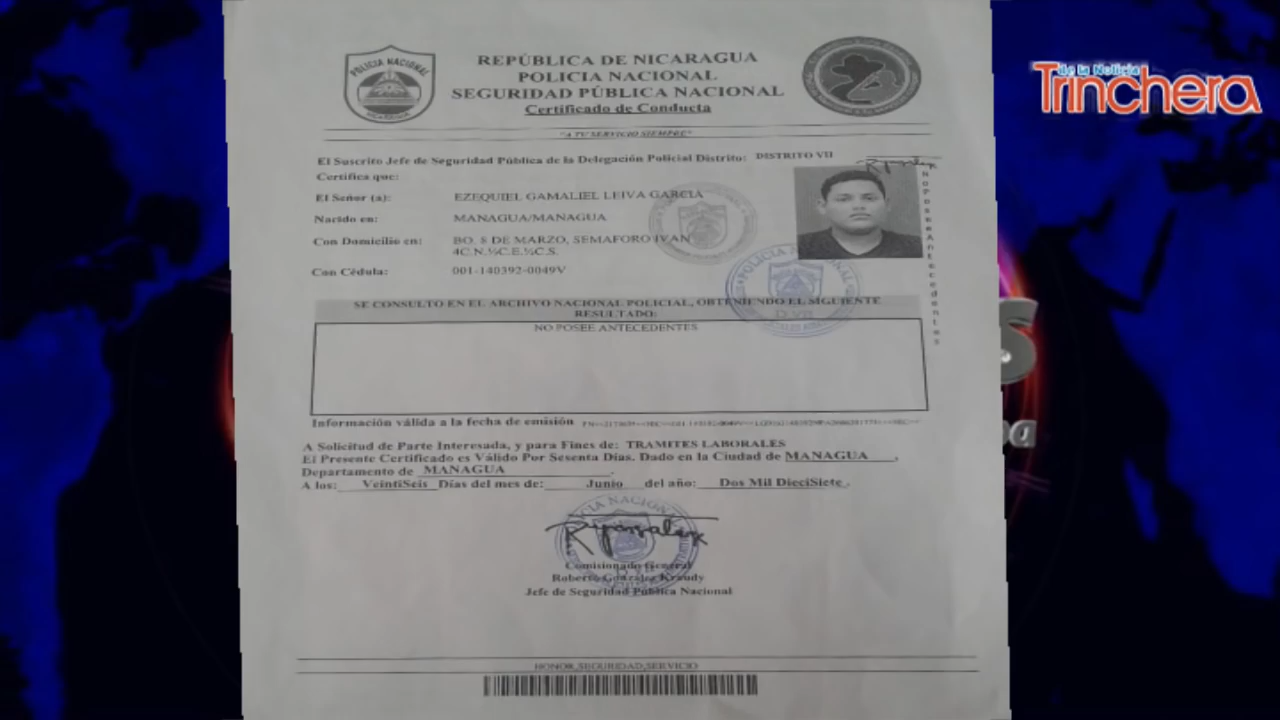 REPÚBLICA DE NICARAGUA
POLICIA NACIONAL
SEGURIDAD PÚBLICA NACIONAL
Certificado de Conducta
"A TU SERVICIO SIEMPRE"
de la Noticia
Trinchera
POLICIA NACIONAL
El Suscrito Jefe de Seguridad Pública de la Delegación Policial Distrito: DISTRITO VII
Certifica que:
El Señor (a): EZEQUIEL GAMALIEL LEIVA GARCIA
Nacido en: MANAGUA/MANAGUA
Con Domicilio en: BO. 8 DE MARZO, SEMAFORO IVAN
4C.N.½C.E.½C.S.
Con Cédula: 001-140392-0049V
No Posee Antecedentes
POLICIA
SE CONSULTO EN EL ARCHIVO NACIONAL POLICIAL, OBTENIENDO EL SIGUIENTE
RESULTADO:
NO POSEE ANTECEDENTES
Información válida a la fecha de emisión
A Solicitud de Parte Interesada, y para Fines de: TRAMITES LABORALES
El Presente Certificado es Válido Por Sesenta Días. Dado en la Ciudad de MANAGUA,
Departamento de MANAGUA.
A los: VeintiSeis Días del mes de: Junio del año: Dos Mil DieciSiete.
Comisionado General
Roberto González Kraudy
Jefe de Seguridad Pública Nacional
HONOR,SEGURIDAD,SERVICIO